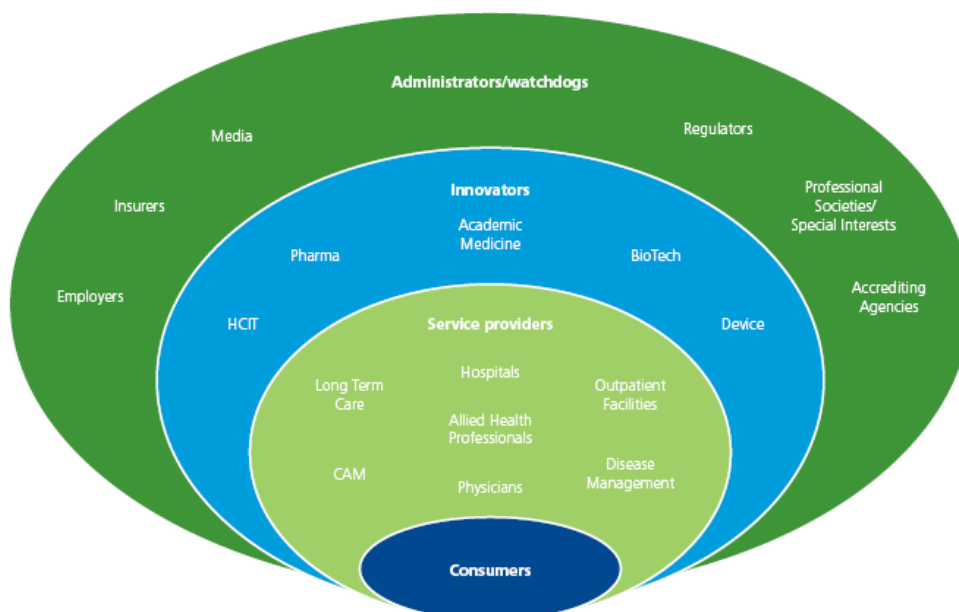 Administrators/watchdogs
Media
Regulators
Insurers
Professional
Societies/
Special Interests
Employers
Accrediting
Agencies
Innovators
Academic
Medicine
Pharma
BioTech
HCIT
Device
Service providers
Hospitals
Long Term
Care
Outpatient
Facilities
Allied Health
Professionals
CAM
Disease
Management
Physicians
Consumers